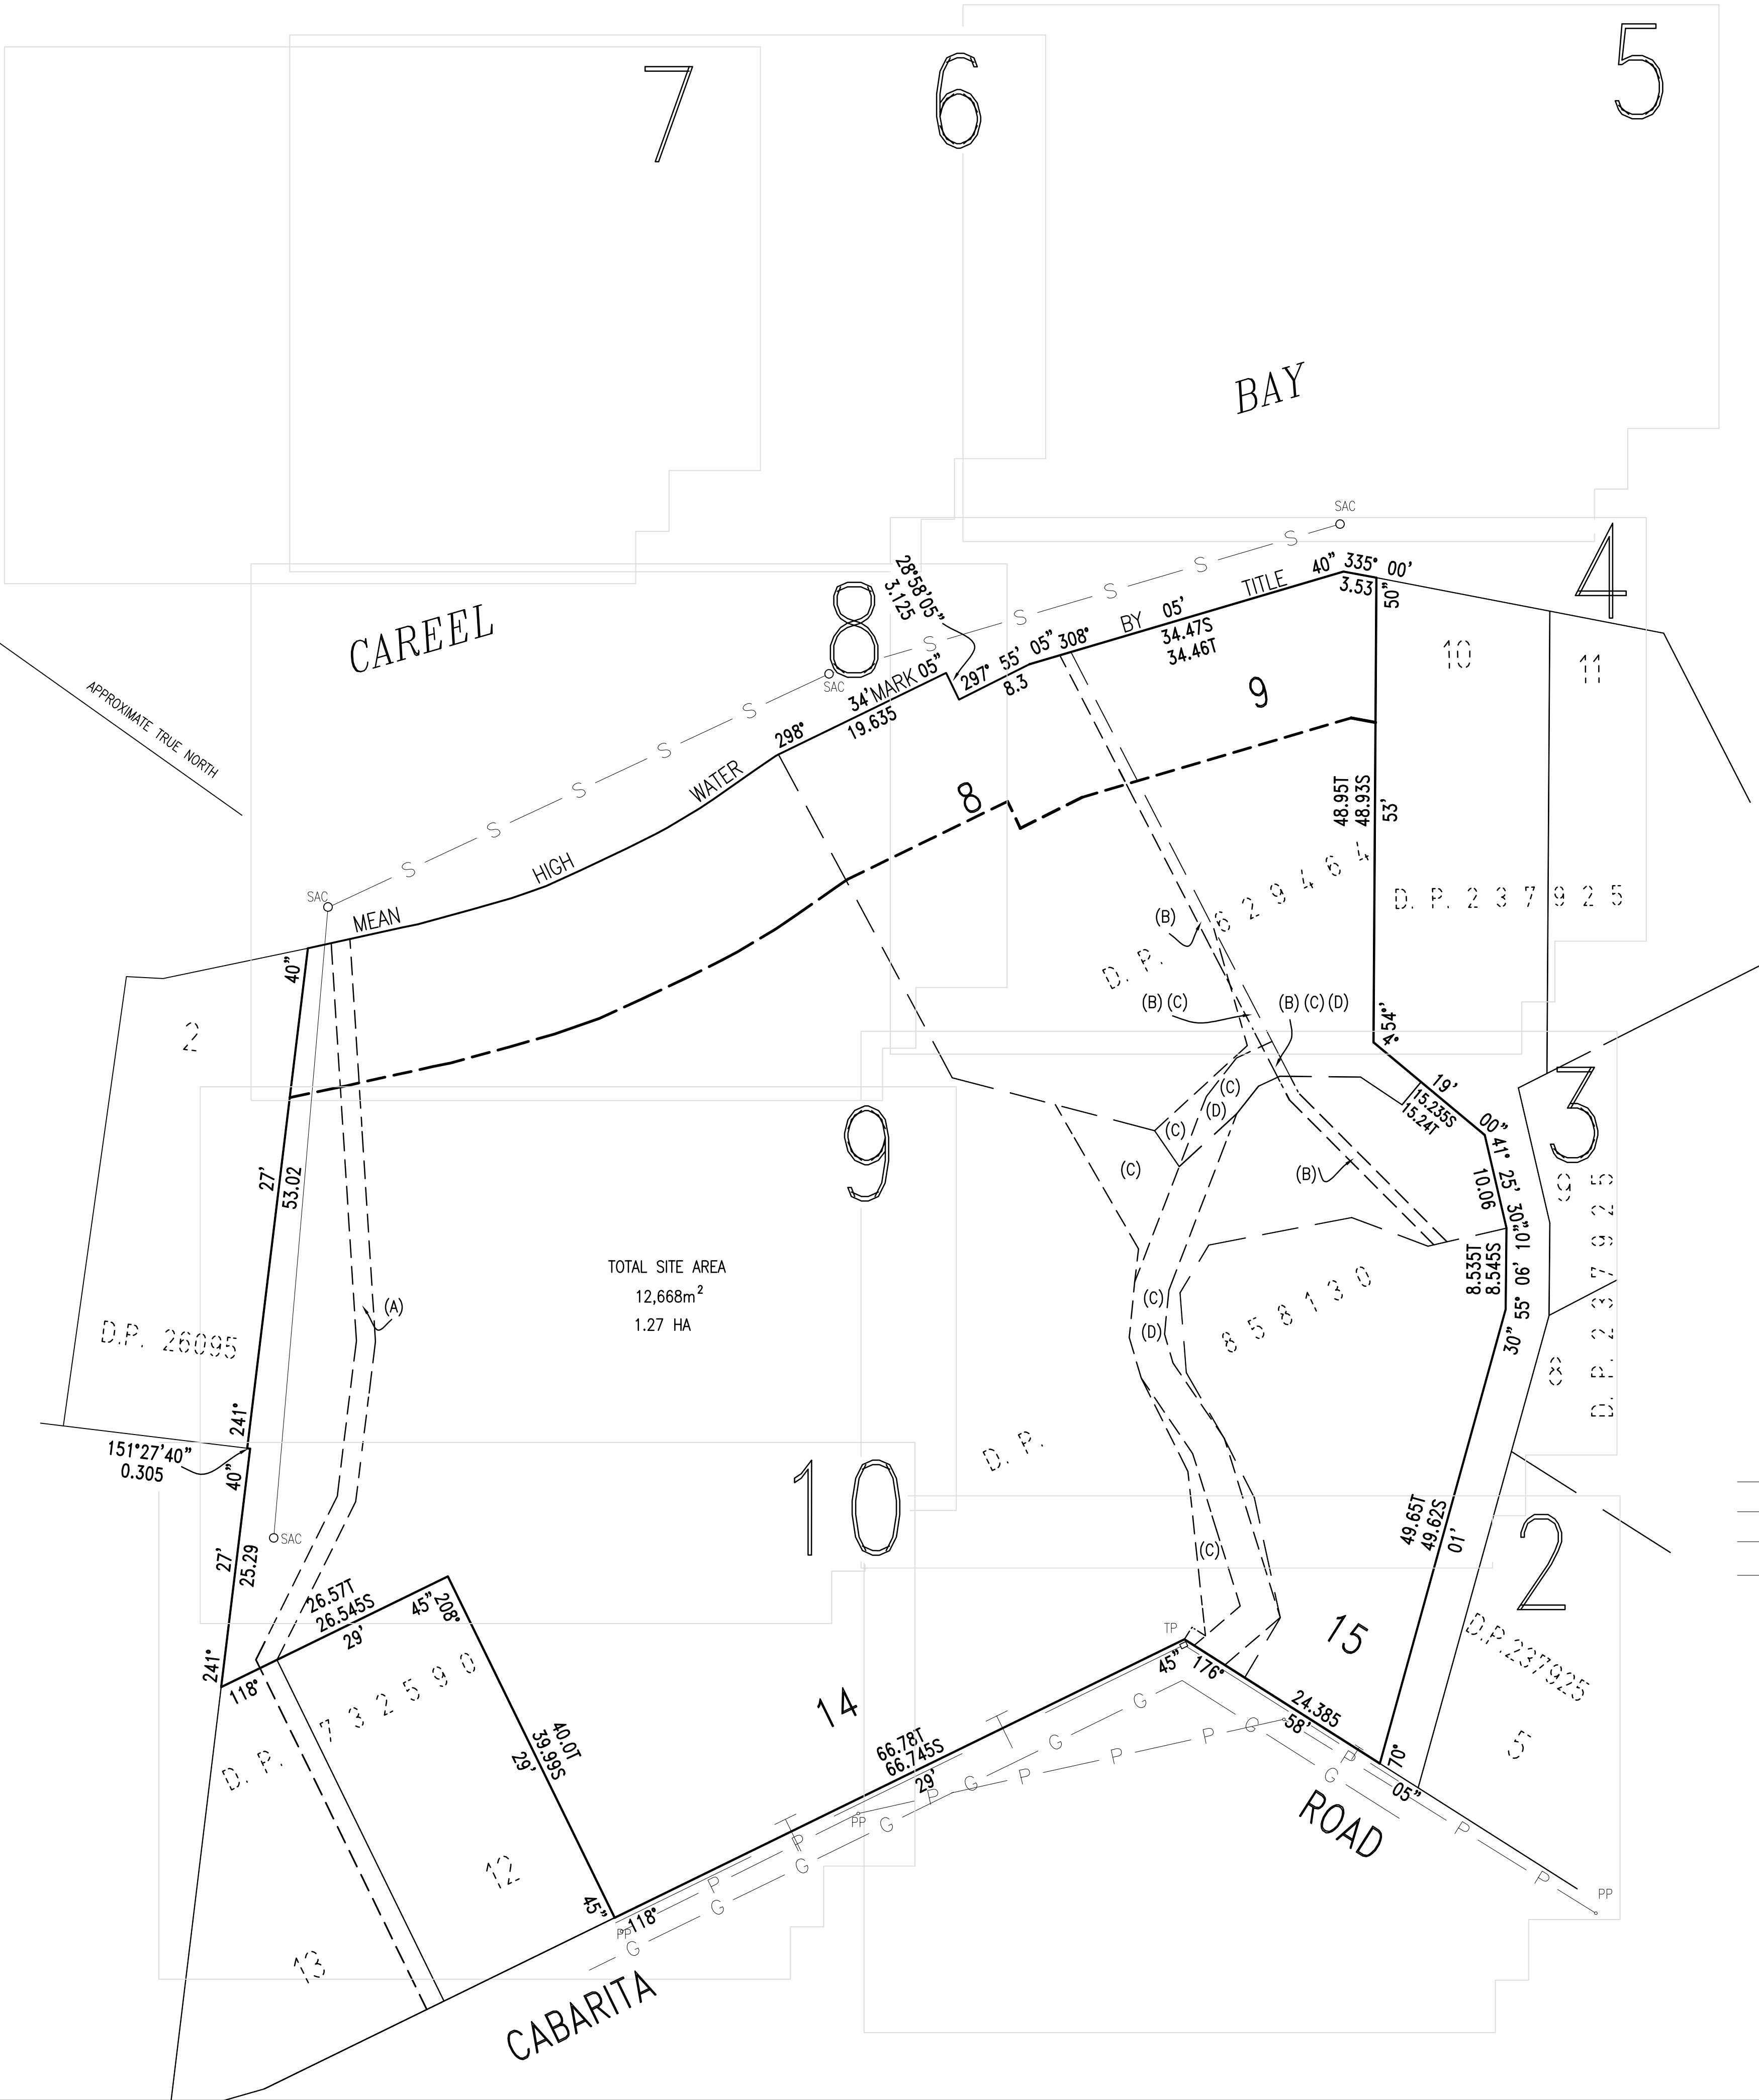 7
6
5
BAY
CAREEL
8
4
SAC
SAC
SAC
SAC
28°58'05"
3.125
APPROXIMATE TRUE NORTH
MEAN
HIGH
WATER
MARK
BY
TITLE
298°
34'
05"
19.635
297° 55' 05"
8.3
308°
05'
40"
34.47S
34.46T
335° 00'
3.53
50"
53'
48.95T
48.93S
4°
10
11
9
8
D. P. 629464
D. P. 237925
S S S S S S S S S S S
(B)
(B) (C)
(B) (C) (D)
(C)
(D)
(C)
(C)
(B)
54'
19'
00"
15.235S
15.24T
41° 25' 30"
10.06
3
9
D. P. 237925
8
55° 06' 10"
8.535T
8.545S
30"
40"
2
27'
53.02
241°
D.P. 26095
151°27'40"
0.305
(A)
9
TOTAL SITE AREA
12,668m²
1.27 HA
(C)
(D)
D. P. 858130
10
40"
27'
25.29
241°
118°
26.57T
26.545S
29'
45"
208°
(C)
49.65T
49.62S
01'
2
D.P.237925
5
15
14
TP
45"
176°
24.385
58'
70°
05"
D. P. 732590
40.0T
39.99S
29'
45"
12
13
66.78T
66.745S
29'
118°
PP
PP
PP
T T
G G G G G G G G
P P P P P P P P
ROAD
CABARITA